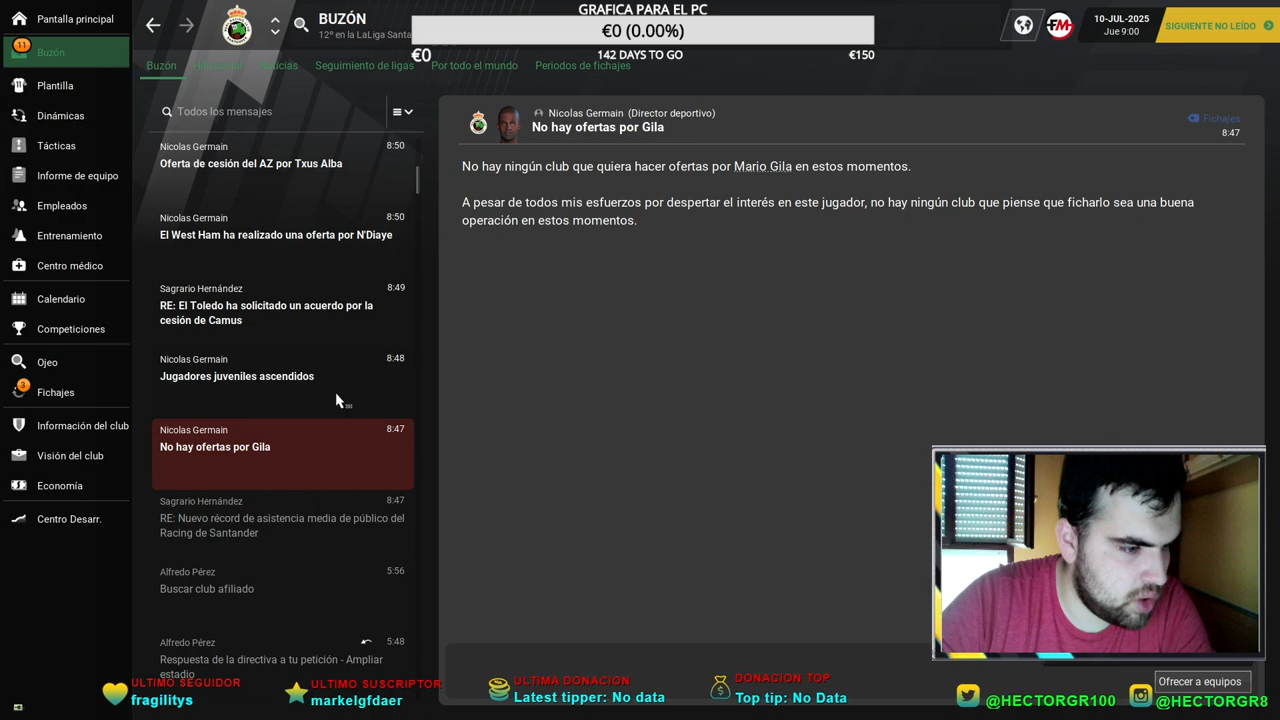 Pantalla principal
11
Buzón
Plantilla
Dinámicas
Tácticas
Informe de equipo
Empleados
Entrenamiento
Centro médico
Calendario
Competiciones
Ojeo
3
Fichajes
Información del club
Visión del club
Economía
Centro Desarr.
BUZÓN
12º en la LaLiga Santa
GRAFICA PARA EL PC
€0 (0.00%)
€0
142 DAYS TO GO
€150
FM
10-JUL-2025
Jue 9:00
SIGUIENTE NO LEÍDO
Buzón
Noticias
Seguimiento de ligas
Por todo el mundo
Periodos de fichajes
Todos los mensajes
Nicolas Germain 8:50
Oferta de cesión del AZ por Txus Alba
Nicolas Germain 8:50
El West Ham ha realizado una oferta por N'Diaye
Sagrario Hernández 8:49
RE: El Toledo ha solicitado un acuerdo por la
cesión de Camus
Nicolas Germain 8:48
Jugadores juveniles ascendidos
Nicolas Germain 8:47
No hay ofertas por Gila
Sagrario Hernández 8:47
RE: Nuevo récord de asistencia media de público del
Racing de Santander
Alfredo Pérez 5:56
Buscar club afiliado
Alfredo Pérez 5:48
Respuesta de la directiva a tu petición - Ampliar
estadio
Nicolas Germain (Director deportivo)
No hay ofertas por Gila
Fichajes
8:47
No hay ningún club que quiera hacer ofertas por Mario Gila en estos momentos.
A pesar de todos mis esfuerzos por despertar el interés en este jugador, no hay ningún club que piense que ficharlo sea una buena
operación en estos momentos.
Ofrecer a equipos
ULTIMO SEGUIDOR
fragilitys
ULTIMO SUSCRIPTOR
markelgfdaer
ULTIMA DONACION
Latest tipper: No data
DONACION TOP
Top tip: No Data
@HECTORGR100
@HECTORGR8